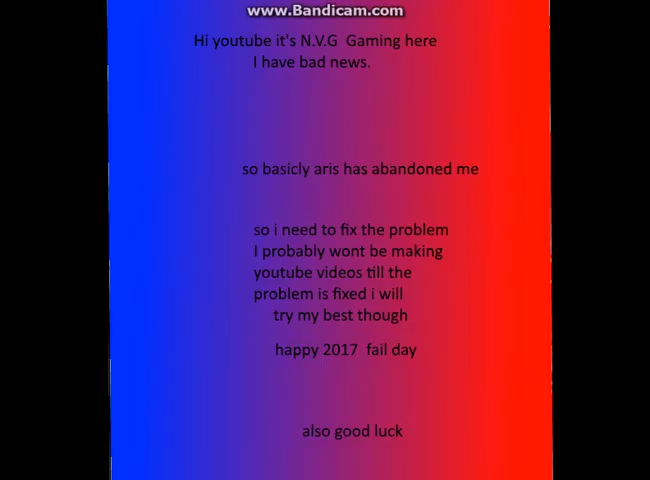 www.Bandicam.com
Hi youtube it's N.V.G Gaming here
I have bad news.
so basicly aris has abandoned me
so i need to fix the problem
I probably wont be making
youtube videos till the
problem is fixed i will
try my best though
happy 2017 fail day
also good luck